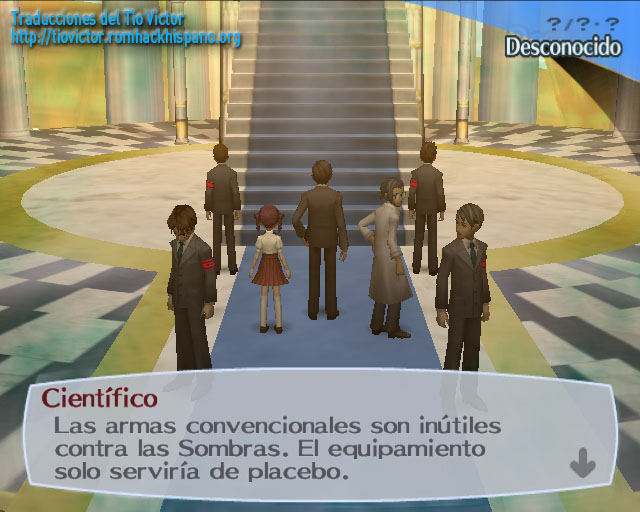 Traducciones del Tio Victor
http://tiovictor.romhackhispano.org
?/?・?
Desconocido
Científico
Las armas convencionales son inútiles
contra las Sombras. El equipamiento
solo serviría de placebo.